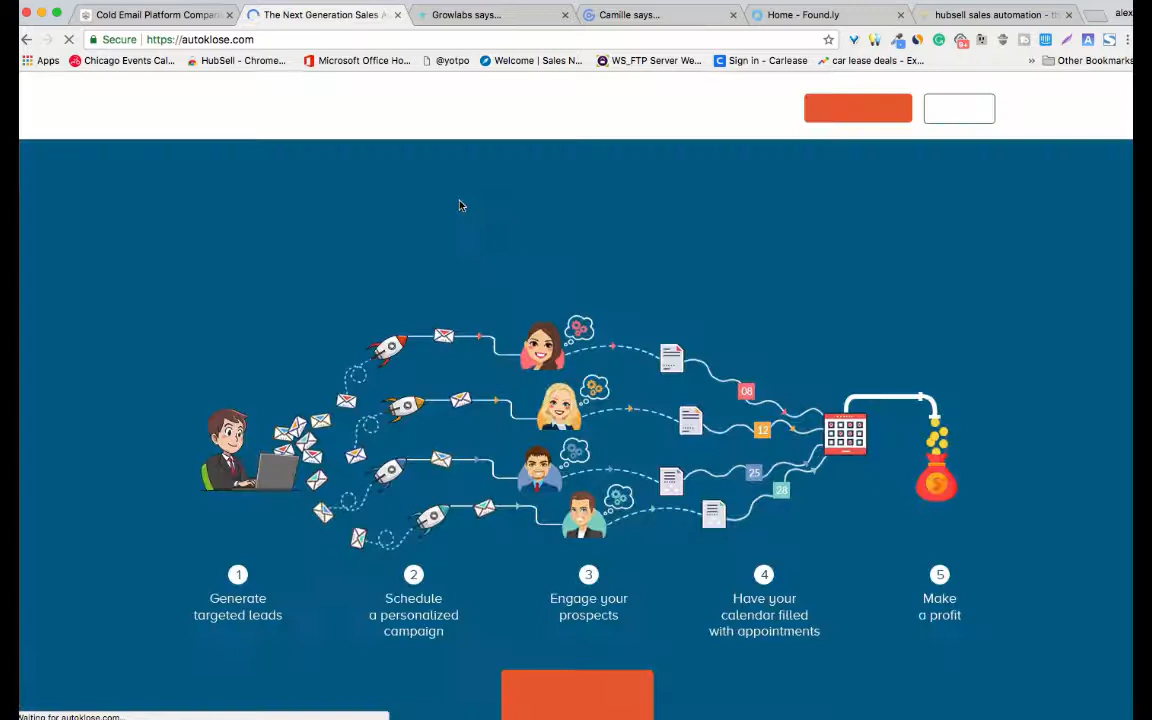 Cold Email Platform Compari
The Next Generation Sales A
Growlabs says...
Camille says...
Home - Found.ly
hubsell sales automation - th
alex
Secure
https://autoklose.com
Apps
Chicago Events Cal...
HubSell - Chrome...
Microsoft Office Ho...
@yotpo
Welcome | Sales N...
WS_FTP Server We...
Sign in - Carlease
car lease deals - Ex...
»
Other Bookmarks
08
12
25
28
1
2
3
4
5
Generate
targeted leads
Schedule
a personalized
campaign
Engage your
prospects
Have your
calendar filled
with appointments
Make
a profit
Waiting for autoklose.com...